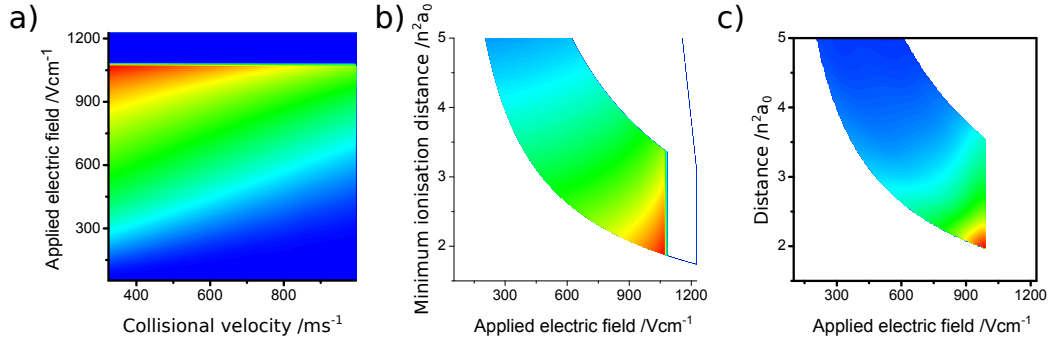 a)
1200
900
600
300
400 600 800
Applied electric field /Vcm-1
Collisional velocity /ms-1
b)
5
4
3
2
300 600 900 1200
Minimum ionisation distance /n2a0
Applied electric field /Vcm-1
c)
5
4
3
2
300 600 900 1200
Distance /n2a0
Applied electric field /Vcm-1